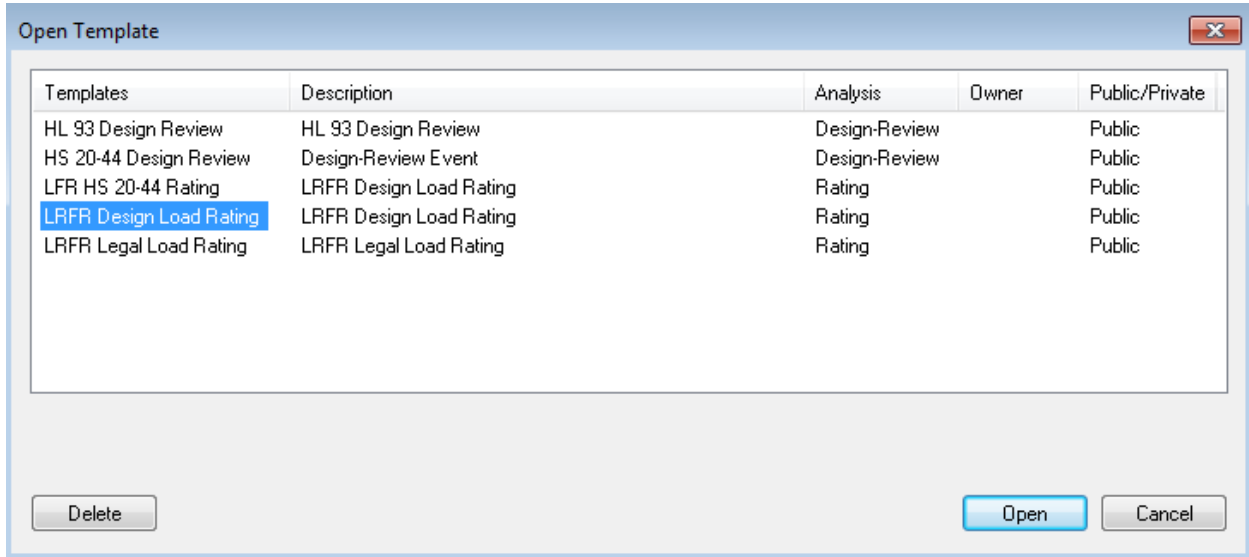 Open Template
Templates Description Analysis Owner Public/Private
HL 93 Design Review HL 93 Design Review Design-Review Public
HS 20-44 Design Review Design-Review Event Design-Review Public
LFR HS 20-44 Rating LRFR Design Load Rating Rating Public
LRFR Design Load Rating LRFR Design Load Rating Rating Public
LRFR Legal Load Rating LRFR Legal Load Rating Rating Public
Delete Open Cancel